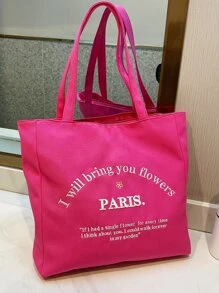 I will bring you flowers
PARIS.
"If I had a single flower for every time
I think about you, I could walk forever
in my garden"